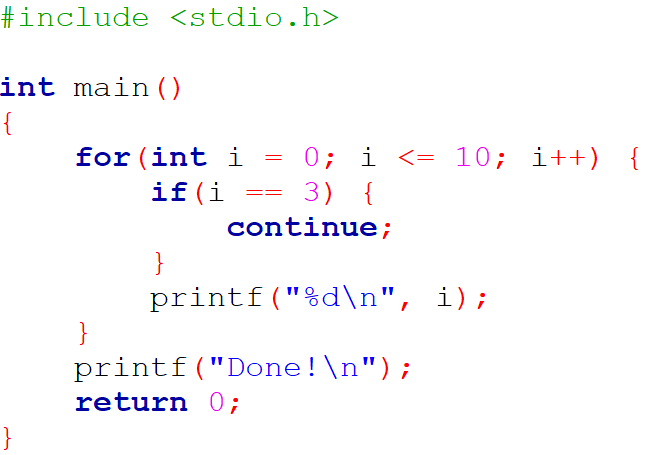 #include <stdio.h>
int main()
{
for(int i = 0; i <= 10; i++) {
if(i == 3) {
continue;
}
printf("%d\n", i);
}
printf("Done!\n");
return 0;
}